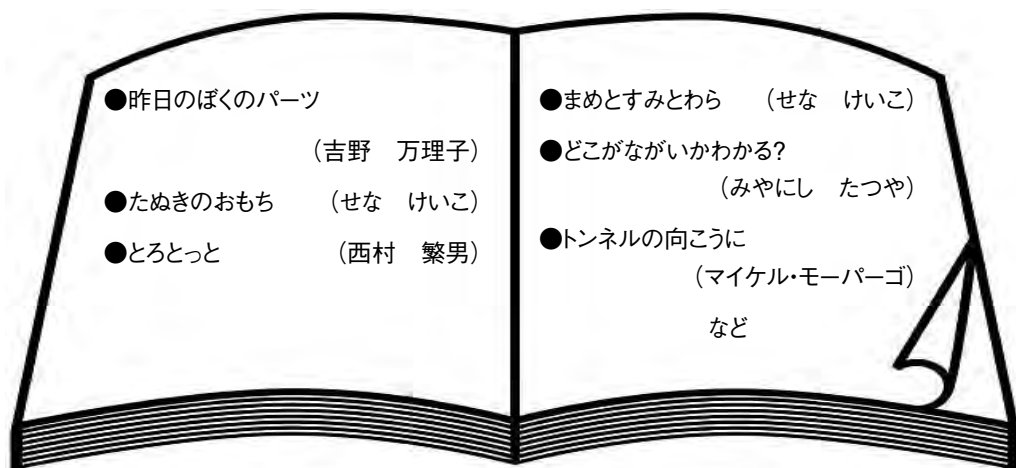 ●昨日のぼくのパーツ
(吉野 万理子)
●たぬきのおもち (せな けいこ)
●とろとっと (西村 繁男)
●まめとすみとわら (せな けいこ)
●どこがながいかわかる?
(みやにし たつや)
●トンネルの向こうに
(マイケル・モーパーゴ)
など